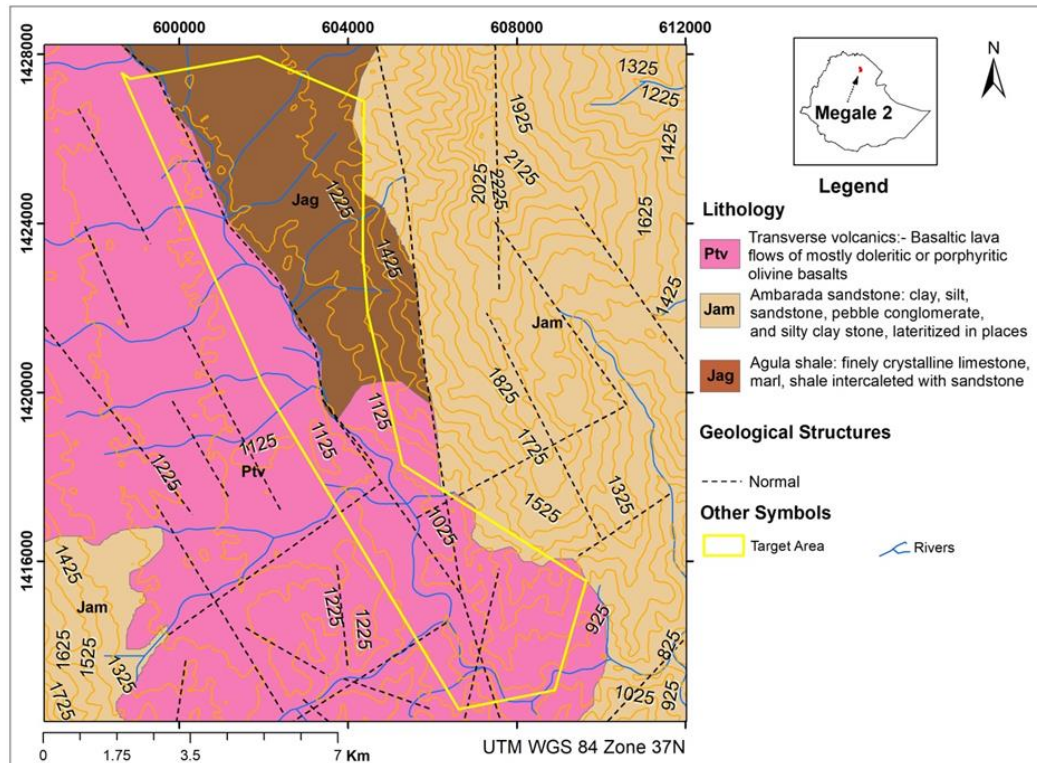 600000 604000 608000 612000
1428000
1424000
1420000
1416000
1325
1225
1425
1925
2125
2025
2225
1625
Jag
1225
1425
1425
Jam
1825
1125
1125
1125
Ptv
1225
1725
1525
1325
1025
1425
Jam
1625
1525
1325
1725
1225
1225
925
825
1025
925
0 1.75 3.5 7 Km
UTM WGS 84 Zone 37N
N
Megale 2
Legend
Lithology
Ptv
Transverse volcanics:- Basaltic lava
flows of mostly doleritic or porphyritic
olivine basalts
Jam
Ambarada sandstone: clay, silt,
sandstone, pebble conglomerate,
and silty clay stone, lateritized in places
Jag
Agula shale: finely crystalline limestone,
marl, shale intercaleted with sandstone
Geological Structures
Normal
Other Symbols
Target Area
Rivers